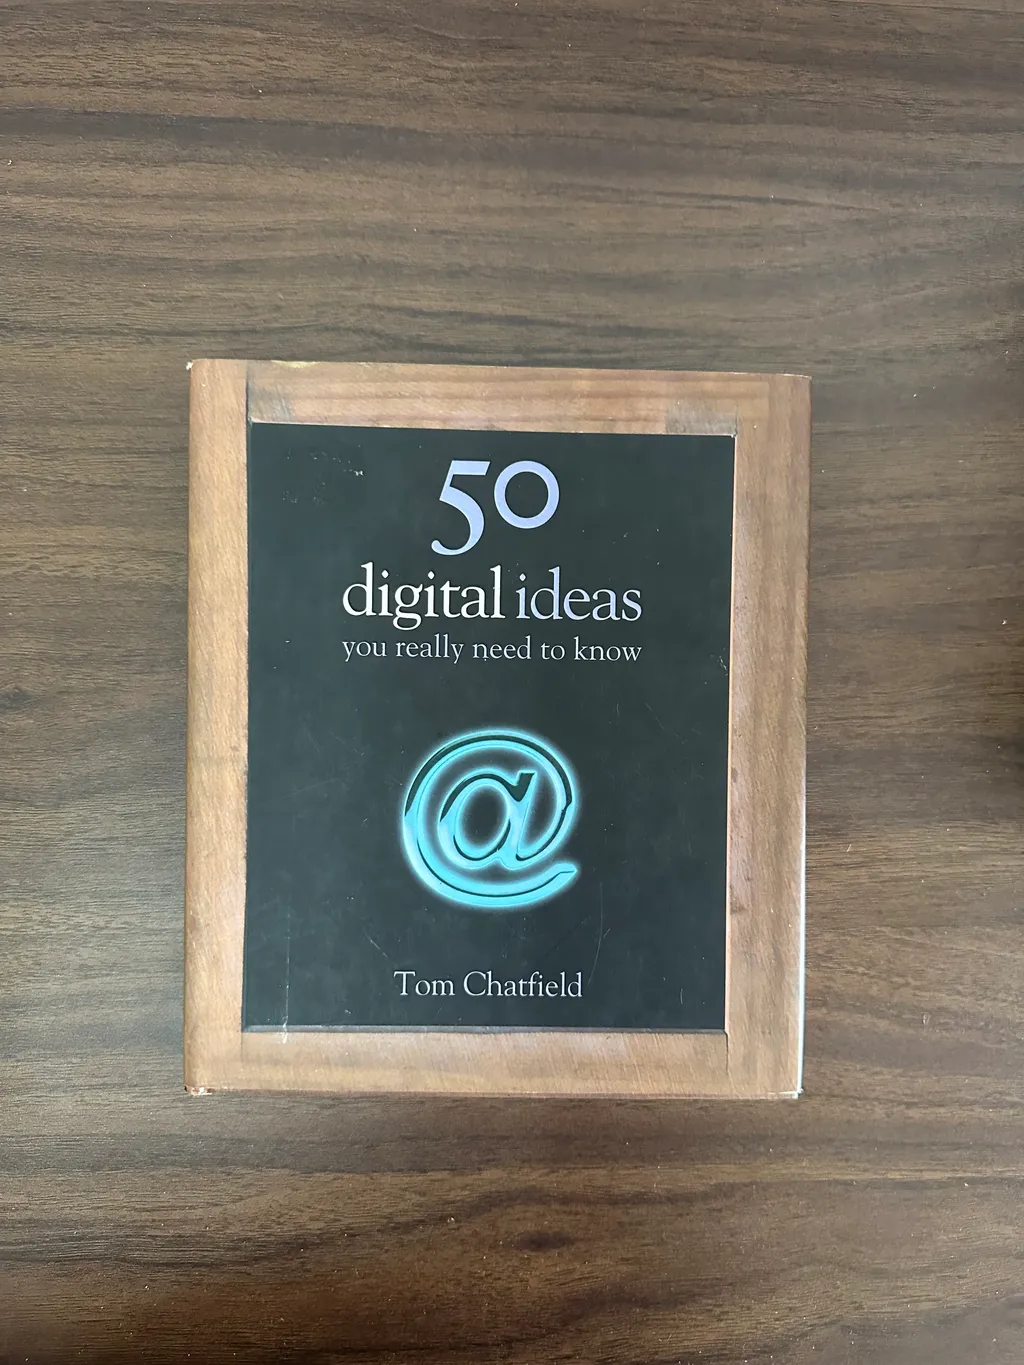 50
digital ideas
you really need to know
@
Tom Chatfield